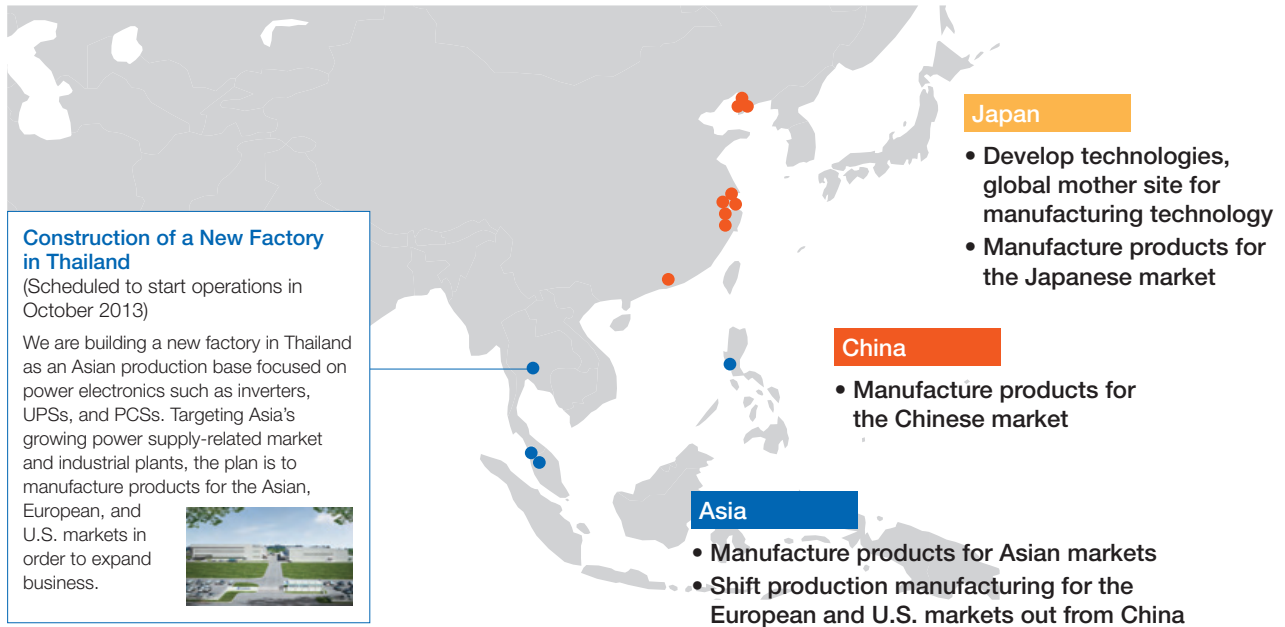 Japan
• Develop technologies,
global mother site for
manufacturing technology
• Manufacture products for
the Japanese market
Construction of a New Factory
in Thailand
(Scheduled to start operations in
October 2013)
We are building a new factory in Thailand
as an Asian production base focused on
power electronics such as inverters,
UPSs, and PCSs. Targeting Asia's
growing power supply-related market
and industrial plants, the plan is to
manufacture products for the Asian,
European, and
U.S. markets in
order to expand
business.
China
• Manufacture products for
the Chinese market
Asia
• Manufacture products for Asian markets
• Shift production manufacturing for the
European and U.S. markets out from China